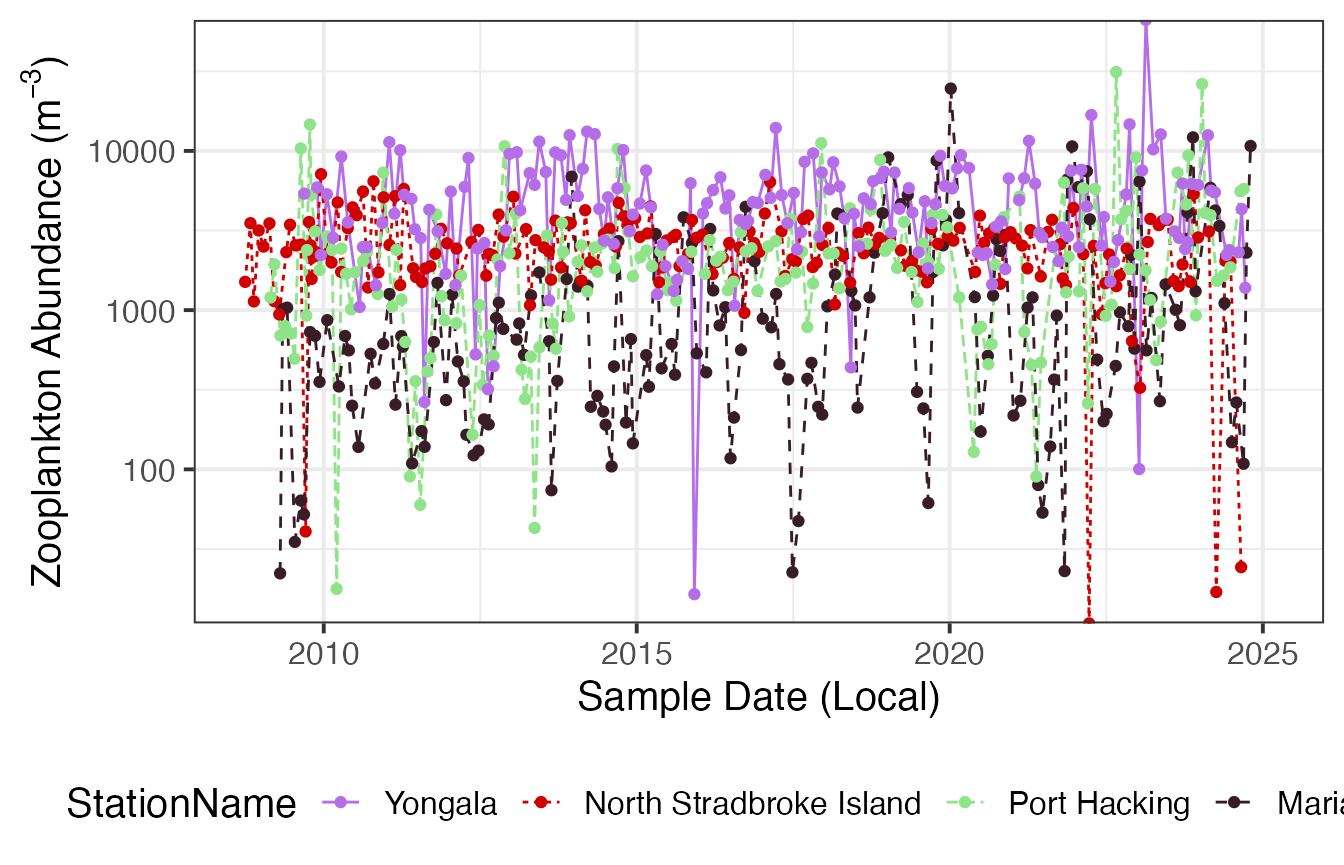 Zooplankton Abundance (m⁻³)
10000
1000
100
2010 2015 2020 2025
Sample Date (Local)
StationName Yongala North Stradbroke Island Port Hacking Maria